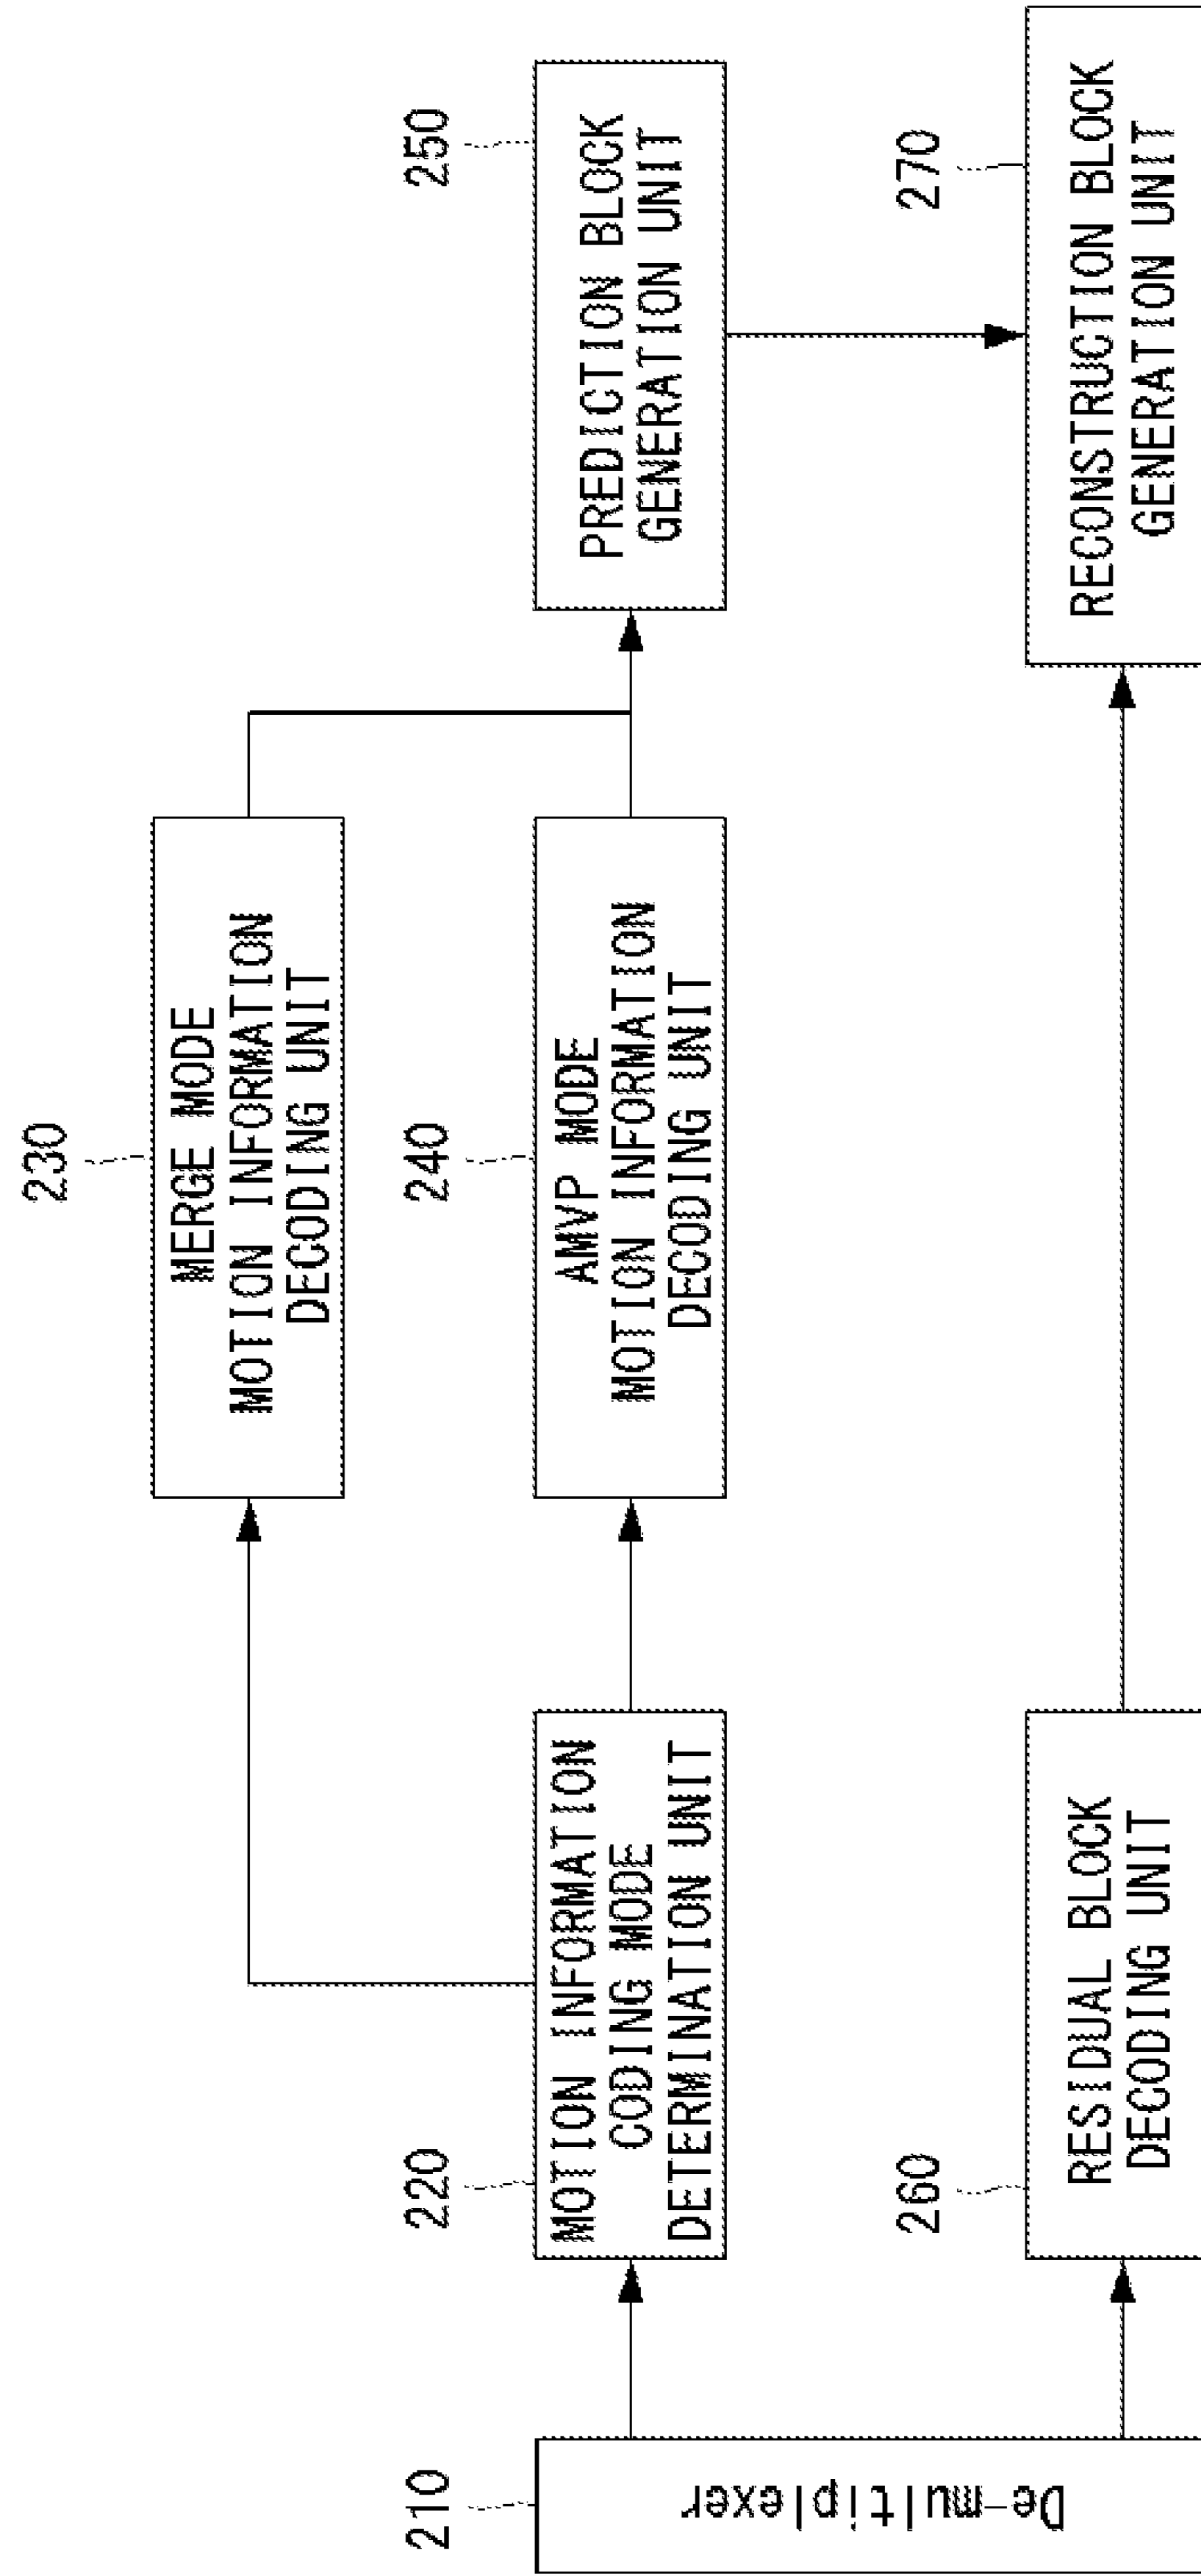 230
MERGE MODE
MOTION INFORMATION
DECODING UNIT
210
De-multiplexer
220
MOTION INFORMATION
CODING MODE
DETERMINATION UNIT
240
AMVP MODE
MOTION INFORMATION
DECODING UNIT
250
PREDICTION BLOCK
GENERATION UNIT
260
RESIDUAL BLOCK
DECODING UNIT
270
RECONSTRUCTION BLOCK
GENERATION UNIT